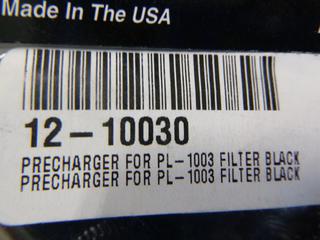 Made In The USA
12-10030
PRECHARGER FOR PL-1003 FILTER BLACK
PRECHARGER FOR PL-1003 FILTER BLACK